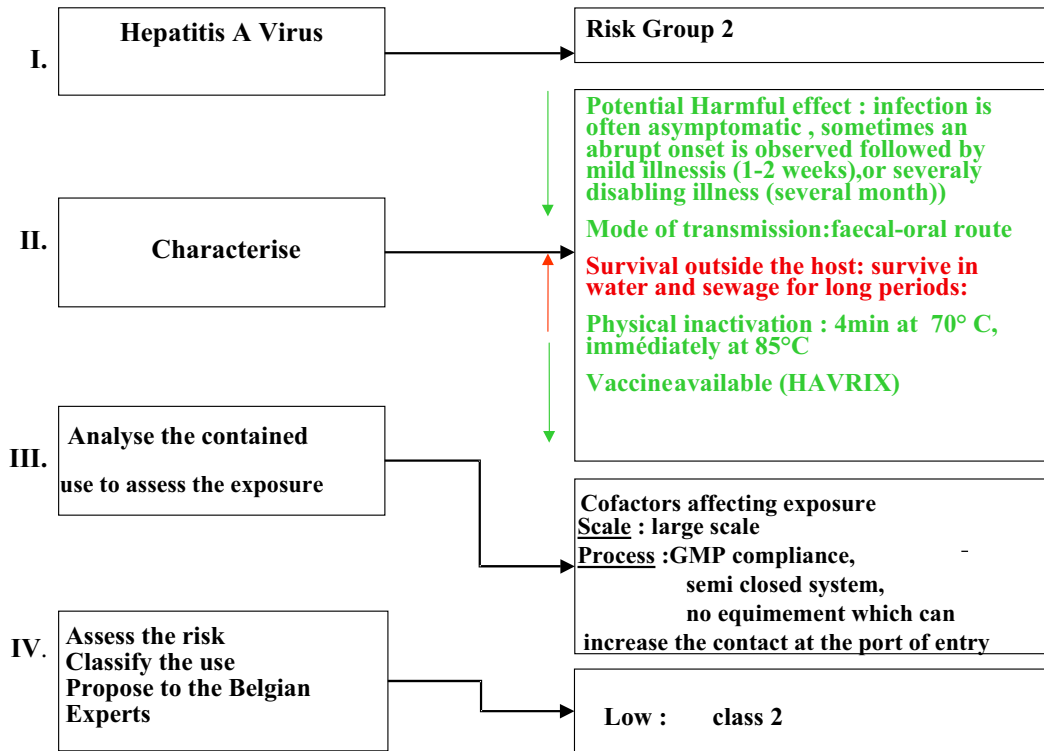 I.
Hepatitis A Virus
Risk Group 2
II.
Characterise
Potential Harmful effect : infection is
often asymptomatic , sometimes an
abrupt onset is observed followed by
mild illnessis (1-2 weeks),or severaly
disabling illness (several month))
Mode of transmission:faecal-oral route
Survival outside the host: survive in
water and sewage for long periods:
Physical inactivation : 4min at 70° C,
immédiately at 85°C
Vaccineavailable (HAVRIX)
III.
Analyse the contained
use to assess the exposure
Cofactors affecting exposure
Scale : large scale
Process :GMP compliance, -
semi closed system,
no equimement which can
increase the contact at the port of entry
IV.
Assess the risk
Classify the use
Propose to the Belgian
Experts
Low : class 2